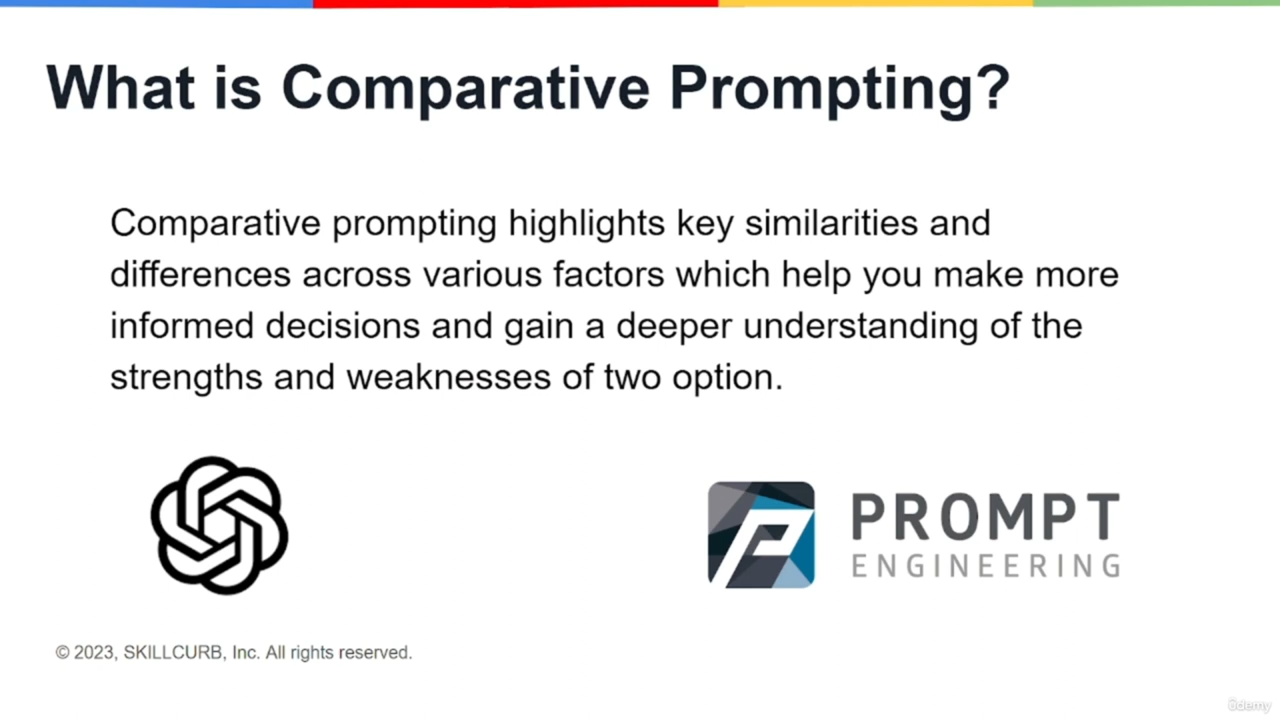 What is Comparative Prompting?
Comparative prompting highlights key similarities and
differences across various factors which help you make more
informed decisions and gain a deeper understanding of the
strengths and weaknesses of two option.
PROMPT
ENGINEERING
© 2023, SKILLCURB, Inc. All rights reserved.
ûdemy